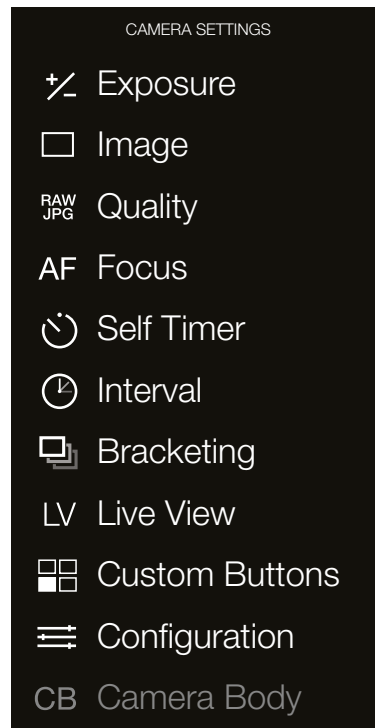 CAMERA SETTINGS
Exposure
Image
RAW
JPG Quality
AF Focus
Self Timer
Interval
Bracketing
LV Live View
Custom Buttons
Configuration
CB Camera Body